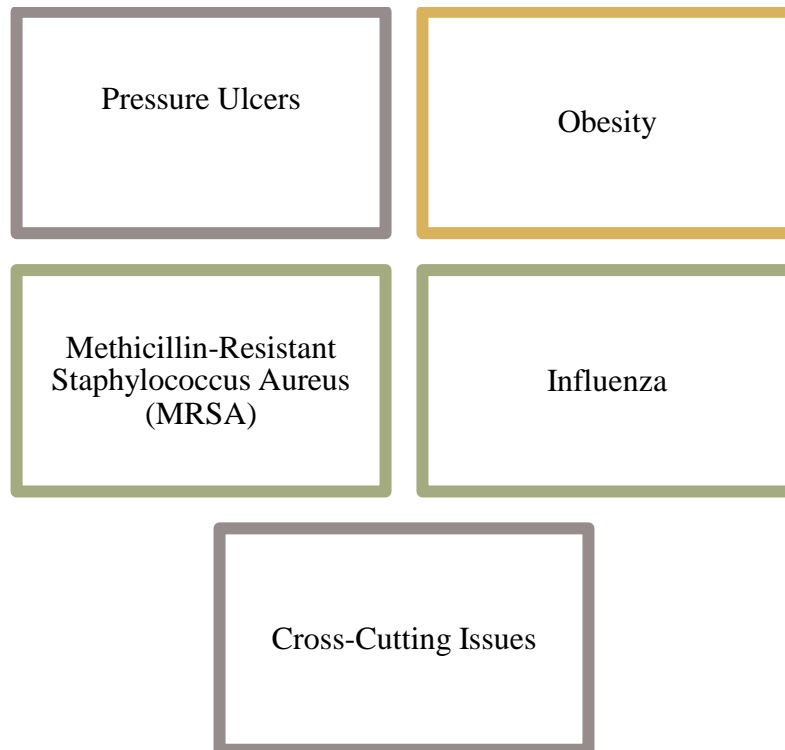 Pressure Ulcers
Obesity
Methicillin-Resistant
Staphylococcus Aureus
(MRSA)
Influenza
Cross-Cutting Issues